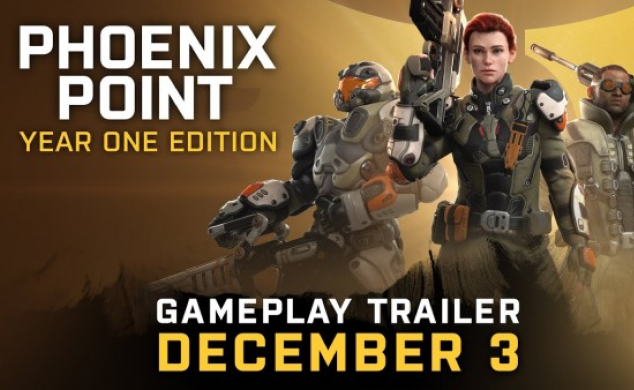 PHOENIX
POINT
YEAR ONE EDITION
GAMEPLAY TRAILER
DECEMBER 3